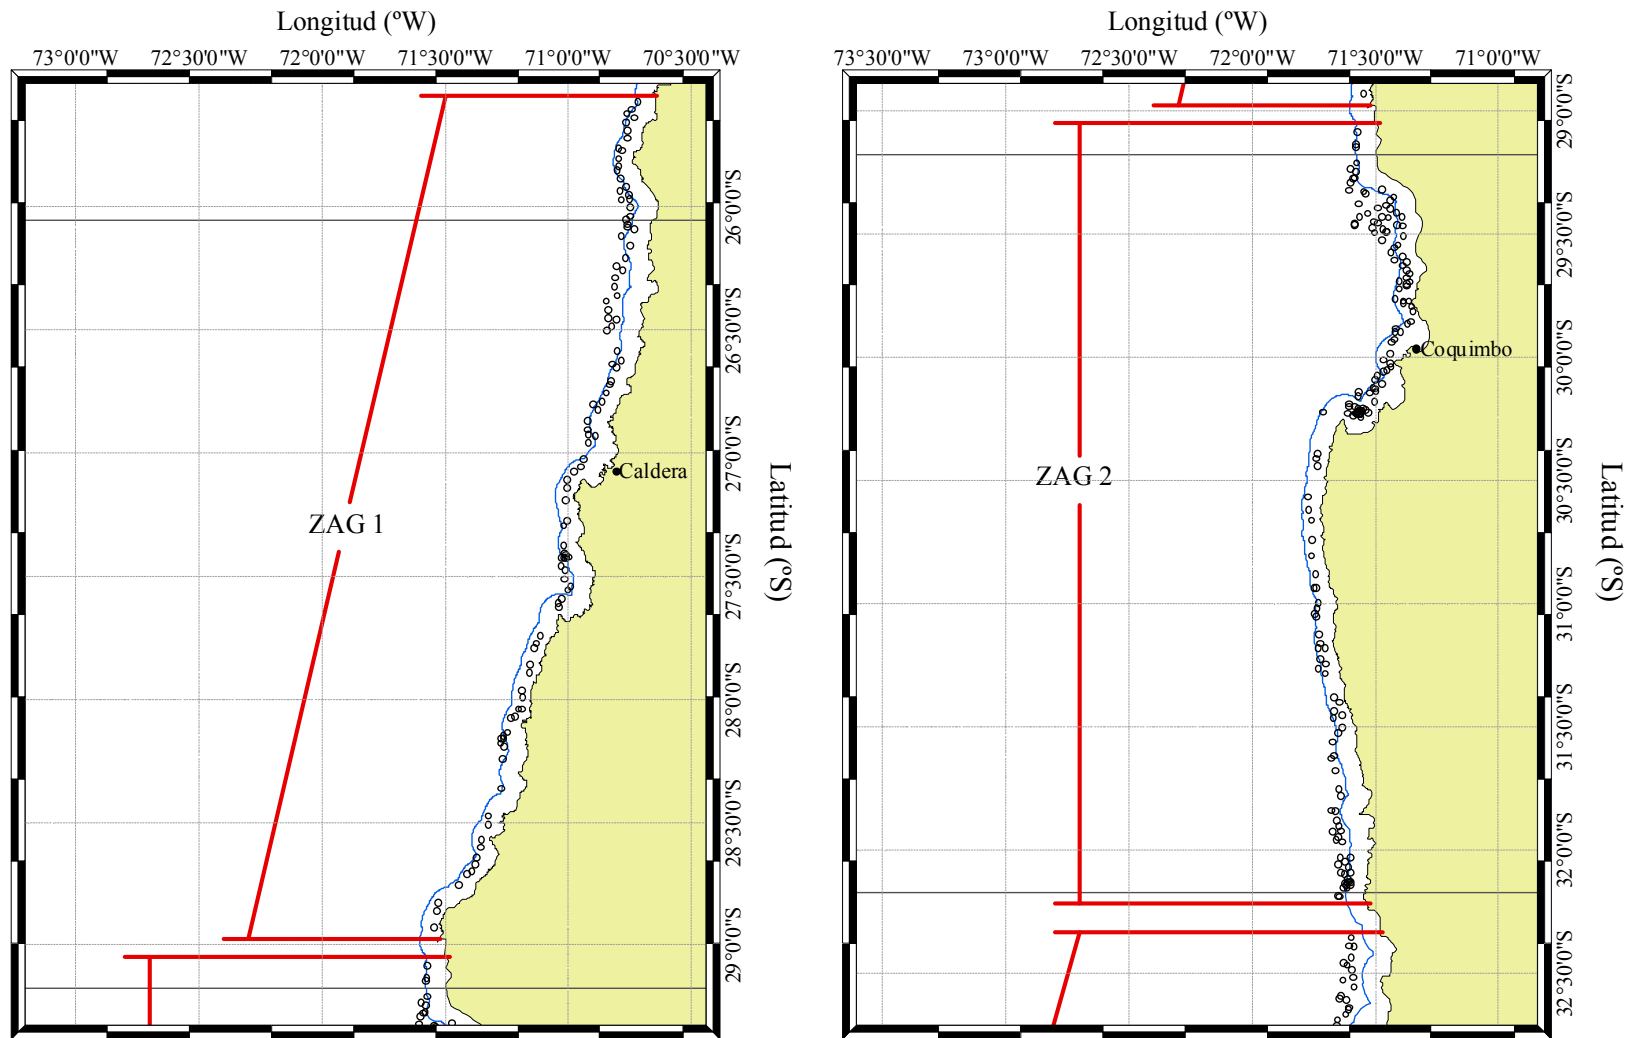 Longitud (ºW)
73°0'0"W 72°30'0"W 72°0'0"W 71°30'0"W 71°0'0"W 70°30'0"W
26°0'0"S
26°30'0"S
27°0'0"S
27°30'0"S
28°0'0"S
28°30'0"S
29°0'0"S
Latitud (ºS)
Caldera
ZAG 1
Longitud (ºW)
73°30'0"W 73°0'0"W 72°30'0"W 72°0'0"W 71°30'0"W 71°0'0"W
29°0'0"S
29°30'0"S
30°0'0"S
30°30'0"S
31°0'0"S
31°30'0"S
32°0'0"S
32°30'0"S
Latitud (ºS)
Coquimbo
ZAG 2